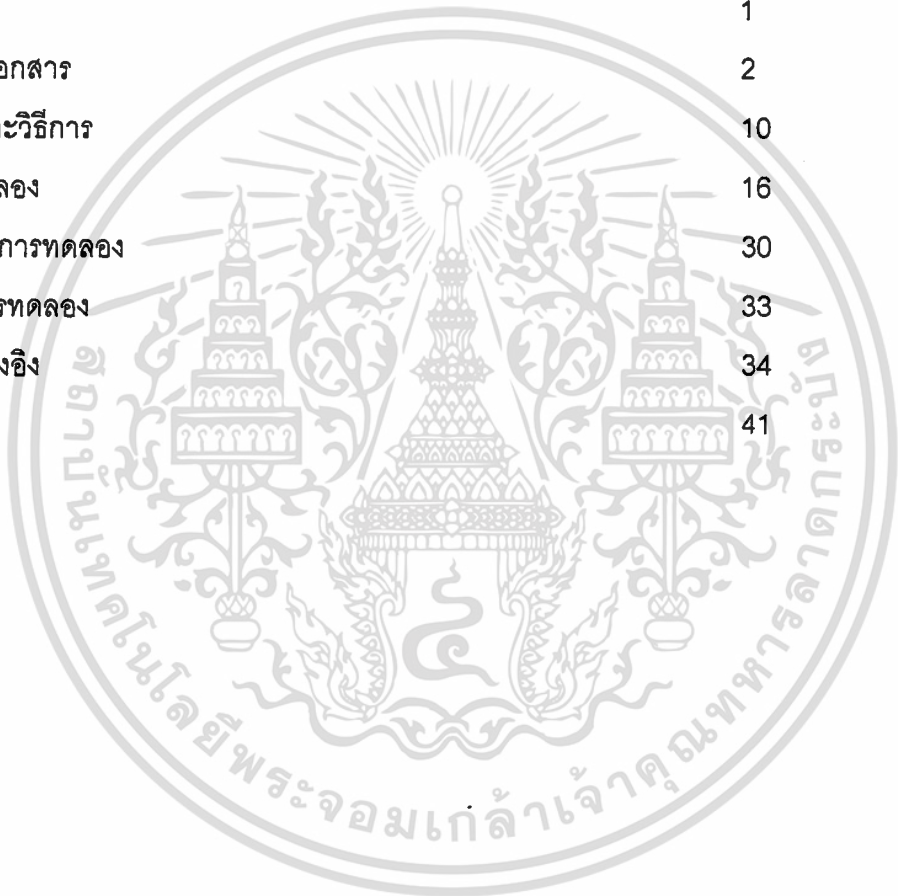 1
อกสาร 2
ะวิธีการ 10
ลอง 16
การทดลอง 30
รทดลอง 33
งอิง 34
41
สถาบันเทคโนโลยีพระจอมเกล้าเจ้าคุณทหารลาดกระบัง
๔